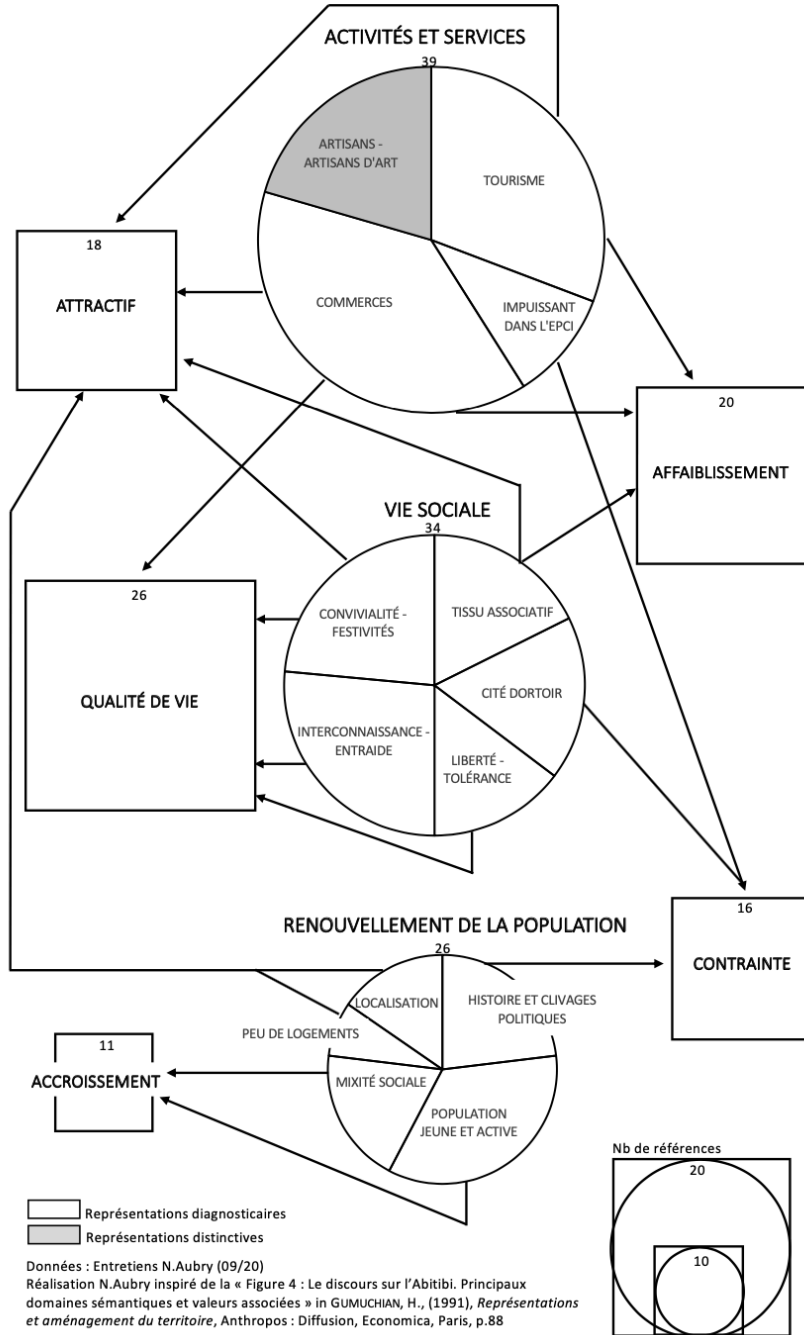 ACTIVITÉS ET SERVICES
39
ARTISANS -
ARTISANS D'ART
TOURISME
COMMERCES
IMPUISSANT
DANS L'EPCI
18
ATTRACTIF
20
AFFAIBLISSEMENT
VIE SOCIALE
34
CONVIVIALITÉ -
FESTIVITÉS
TISSU ASSOCIATIF
CITÉ DORTOIR
INTERCONNAISSANCE -
ENTRAIDE
LIBERTÉ -
TOLÉRANCE
26
QUALITÉ DE VIE
16
CONTRAINTE
RENOUVELLEMENT DE LA POPULATION
26
LOCALISATION
HISTOIRE ET CLIVAGES
POLITIQUES
PEU DE LOGEMENTS
MIXITÉ SOCIALE
POPULATION
JEUNE ET ACTIVE
11
ACCROISSEMENT
Nb de références
20
10
Représentations diagnosticaires
Représentations distinctives
Données : Entretiens N.Aubry (09/20)
Réalisation N.Aubry inspiré de la « Figure 4 : Le discours sur l'Abitibi. Principaux
domaines sémantiques et valeurs associées » in GUMUCHIAN, H., (1991), Représentations
et aménagement du territoire, Anthropos : Diffusion, Economica, Paris, p.88